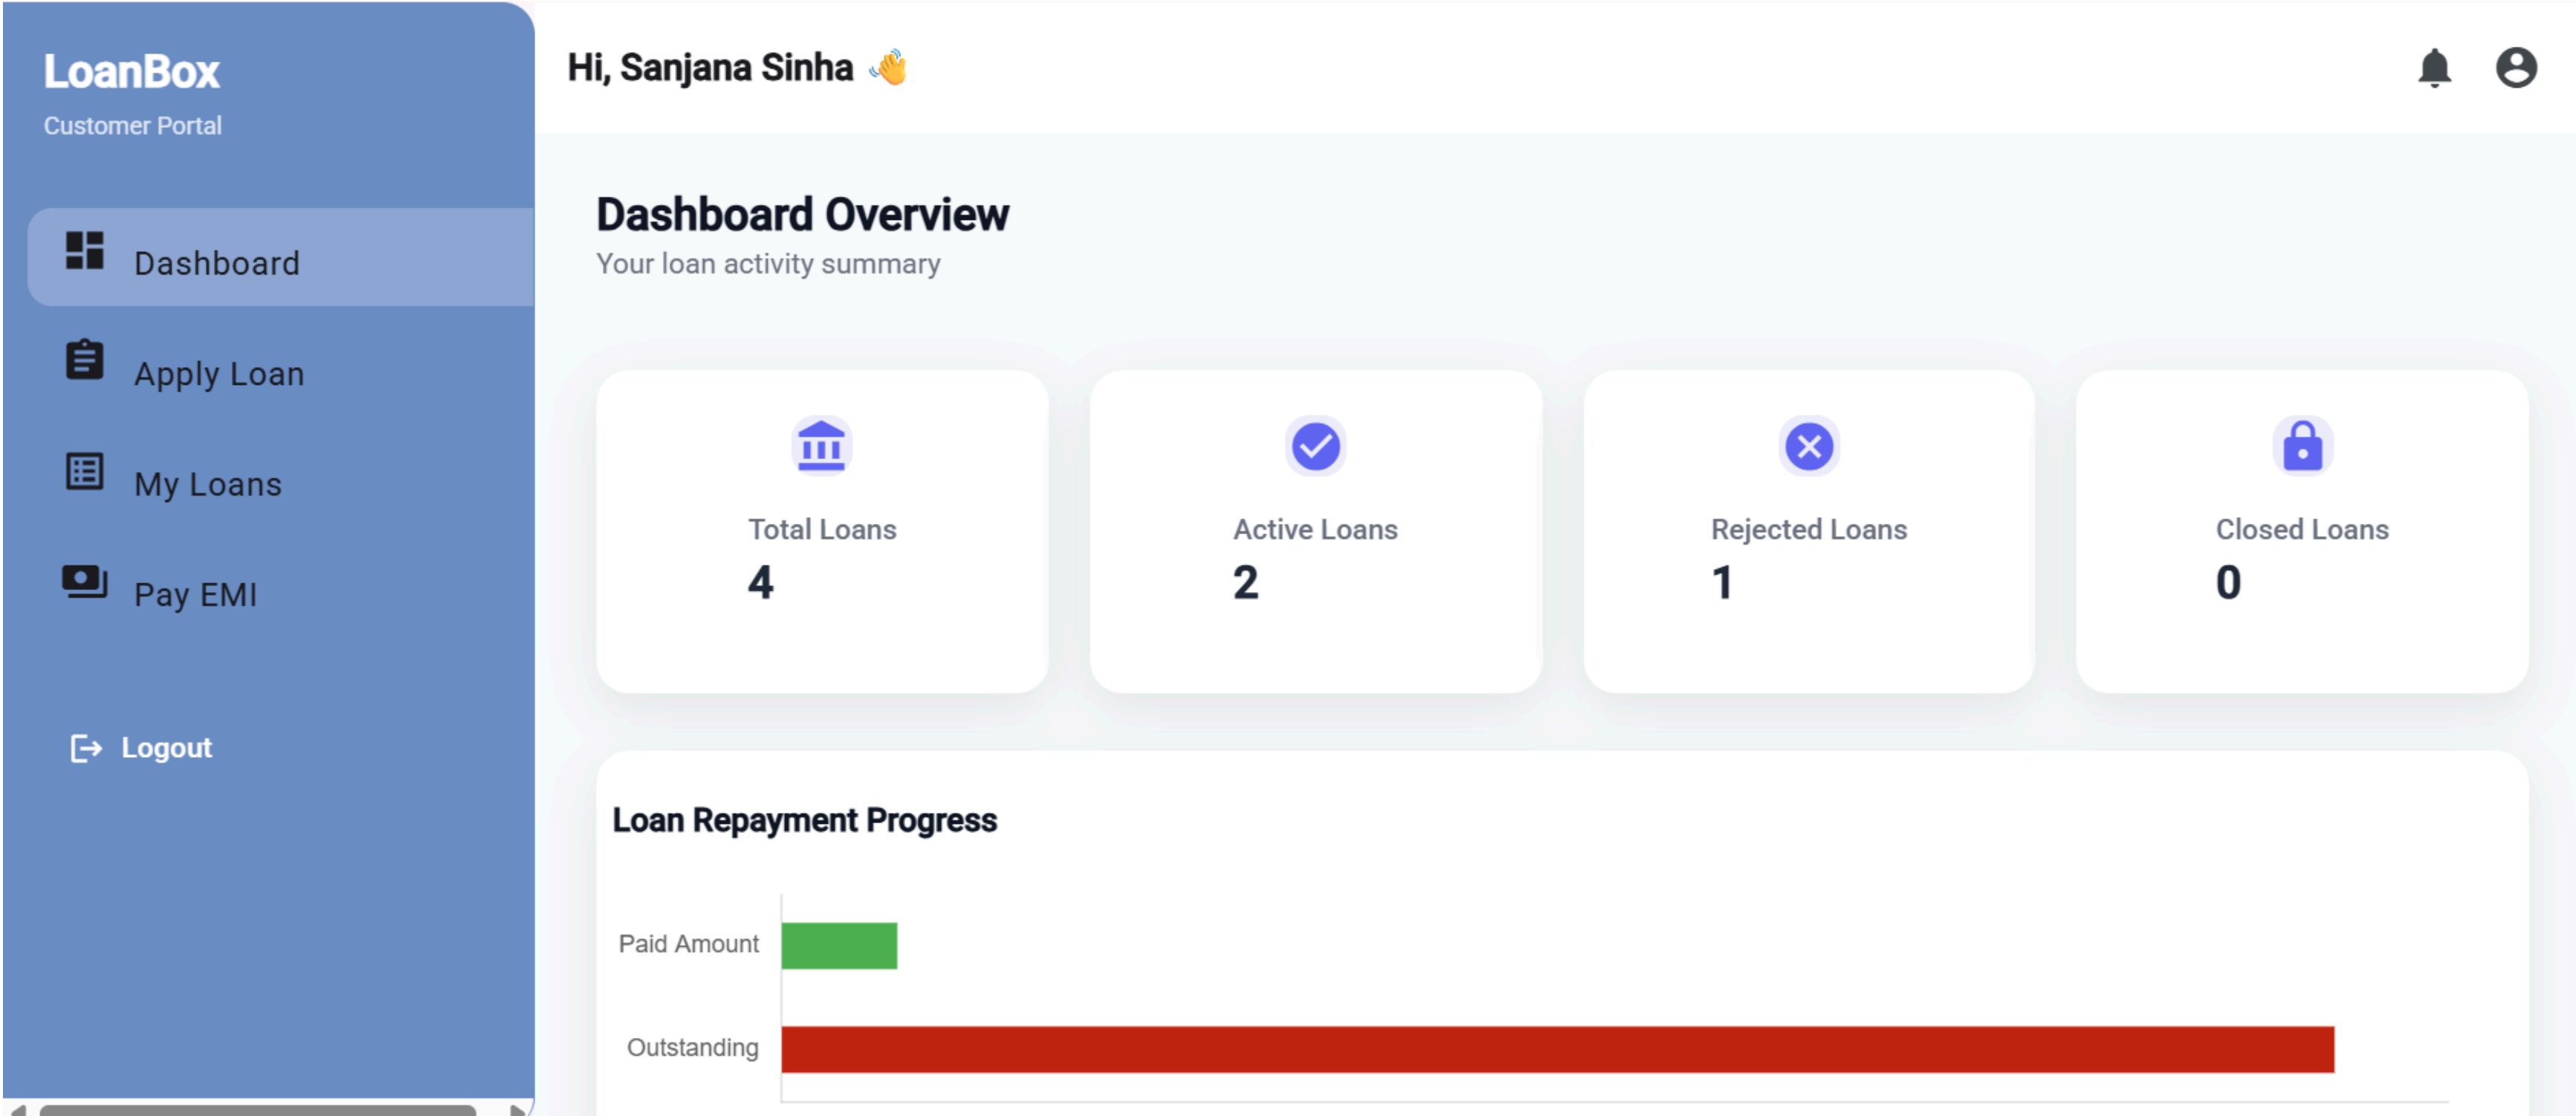 LoanBox
Customer Portal
Dashboard
Apply Loan
My Loans
Pay EMI
Logout
Hi, Sanjana Sinha 👋
Dashboard Overview
Your loan activity summary
Total Loans
4
Active Loans
2
Rejected Loans
1
Closed Loans
0
Loan Repayment Progress
Paid Amount
Outstanding